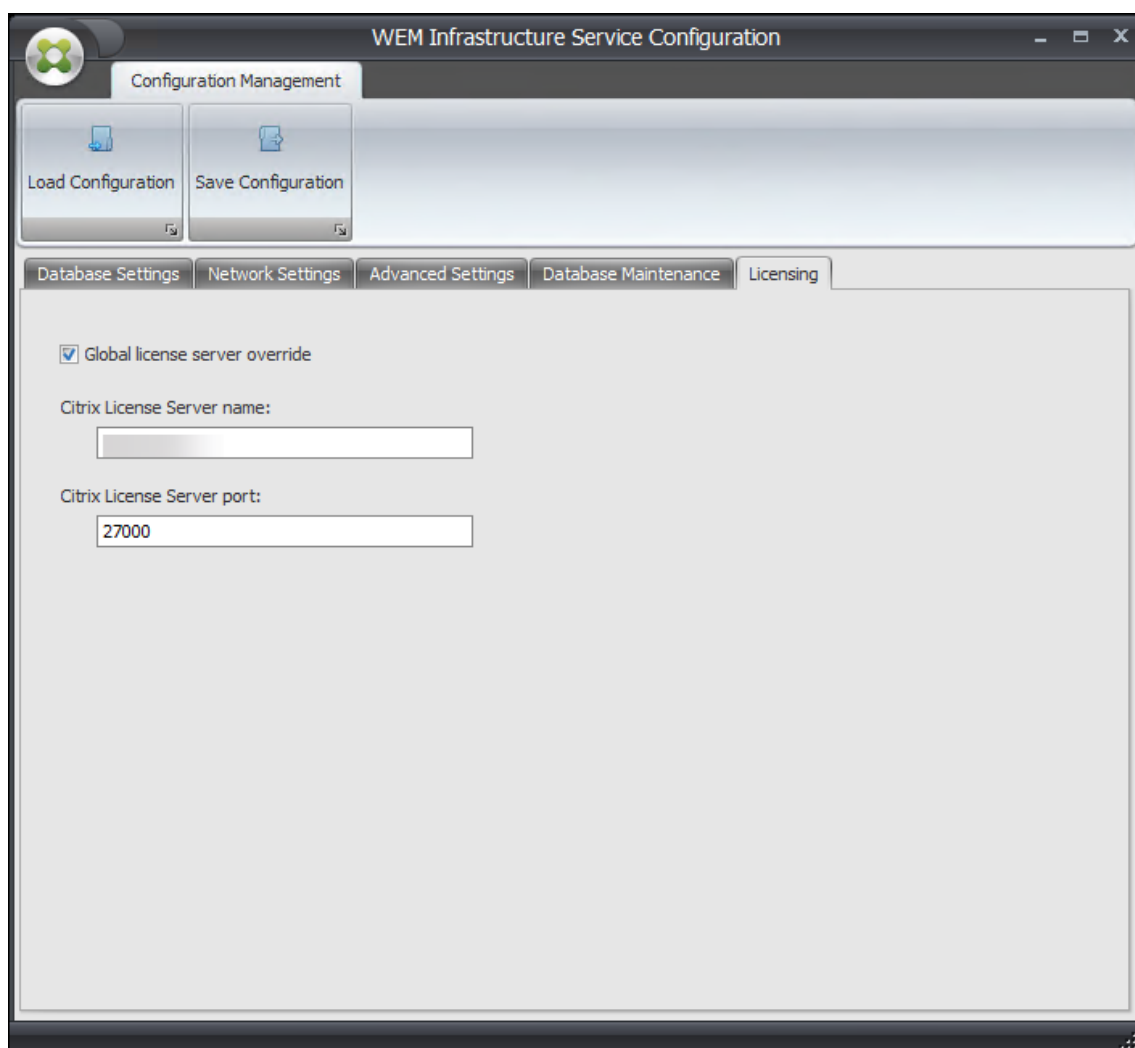 WEM Infrastructure Service Configuration
Configuration Management
Load Configuration Save Configuration
Database Settings Network Settings Advanced Settings Database Maintenance Licensing
Global license server override
Citrix License Server name:
Citrix License Server port:
27000